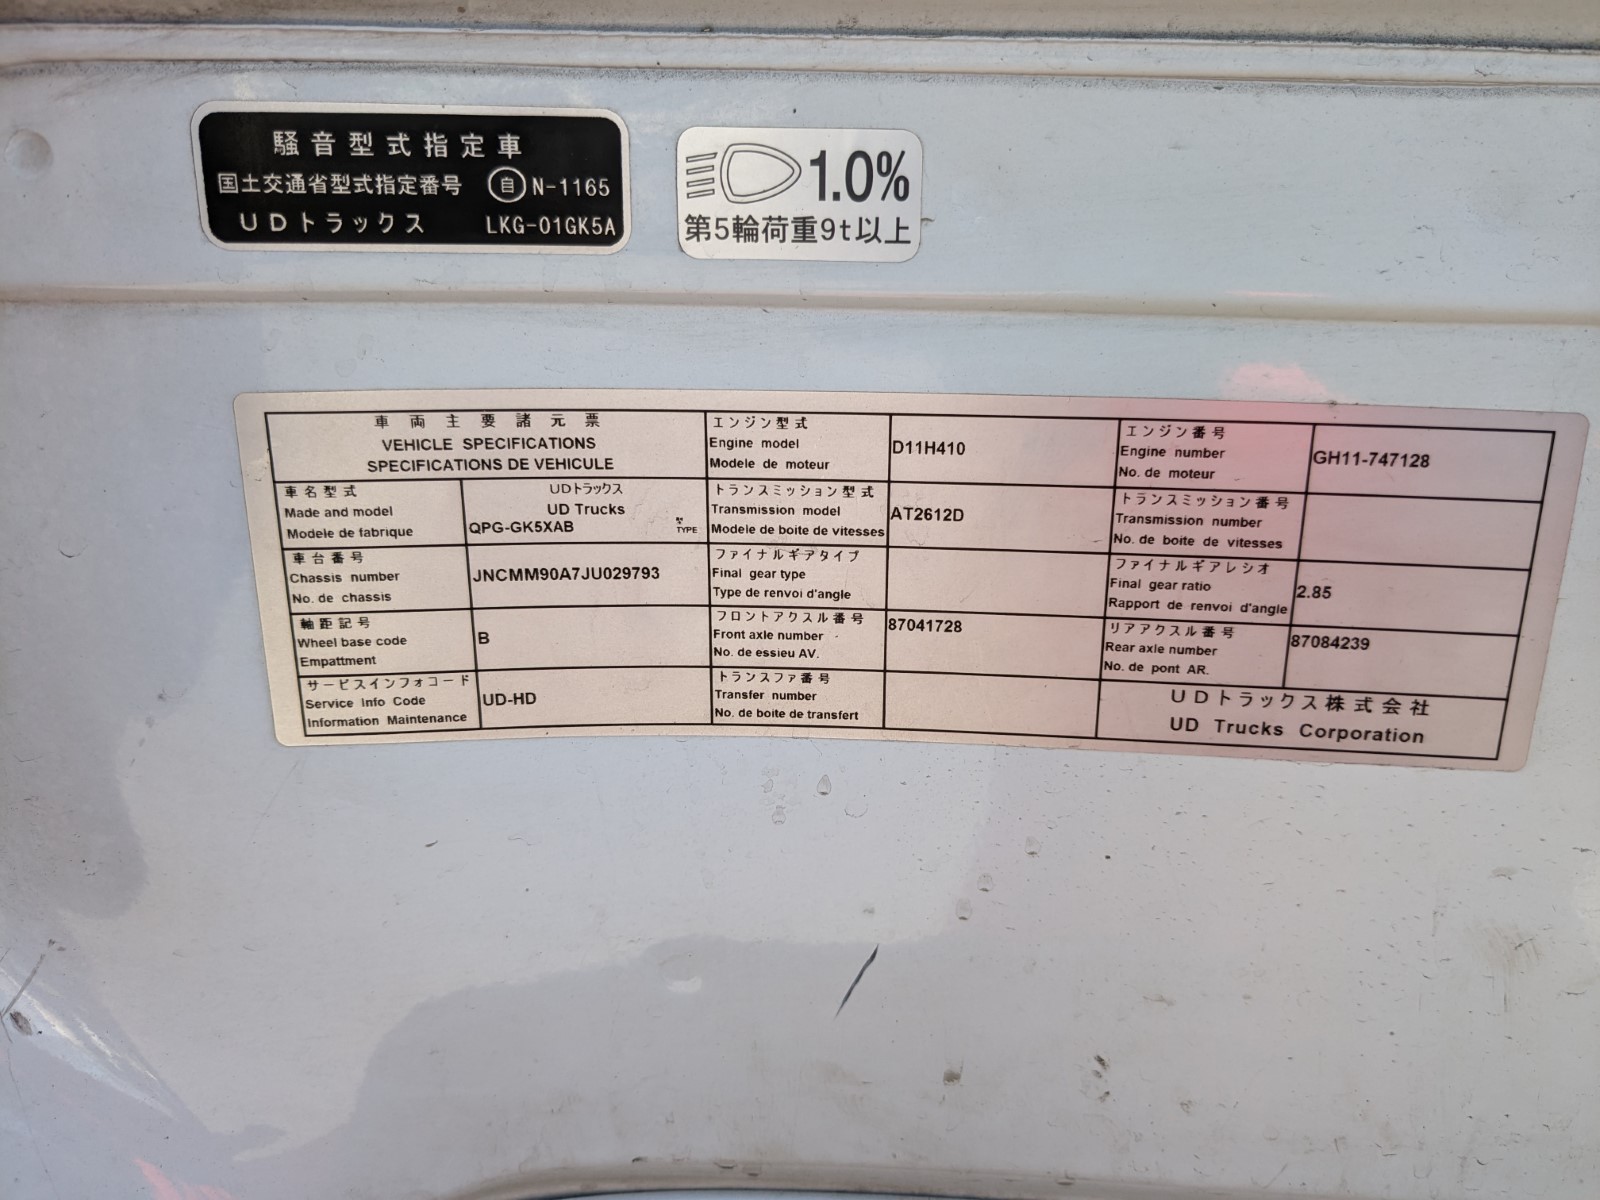 騒音型式指定車
国土交通省型式指定番号 自 N-1165
UDトラックス LKG-01GK5A
1.0%
第5輪荷重9t以上
車両主要諸元票
VEHICLE SPECIFICATIONS
SPECIFICATIONS DE VEHICULE
車名型式
Made and model
Modele de fabrique
UDトラックス
UD Trucks
QPG-GK5XAB
TYPE
車台番号
Chassis number
No. de chassis
JNCMM90A7JU029793
軸距記号
Wheel base code
Empattment
B
サービスインフォコード
Service Info Code
Information Maintenance
UD-HD
エンジン型式
Engine model
Modele de moteur
D11H410
トランスミッション型式
Transmission model
Modele de boite de vitesses
AT2612D
ファイナルギアタイプ
Final gear type
Type de renvoi d'angle
フロントアクスル番号
Front axle number
No. de essieu AV.
87041728
トランスファ番号
Transfer number
No. de boite de transfert
エンジン番号
Engine number
No. de moteur
GH11-747128
トランスミッション番号
Transmission number
No. de boite de vitesses
ファイナルギアレシオ
Final gear ratio
Rapport de renvoi d'angle
2.85
リアアクスル番号
Rear axle number
No. de pont AR.
87084239
UDトラックス株式会社
UD Trucks Corporation